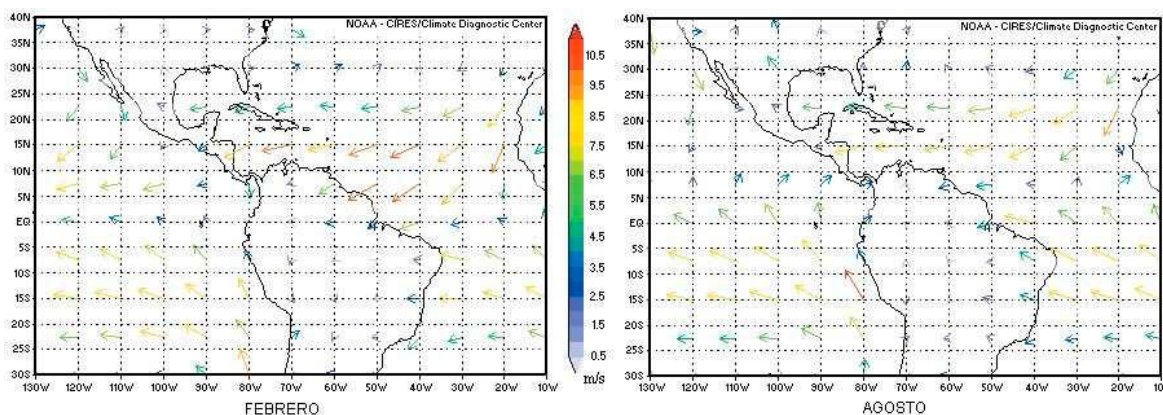 NOAA - CIRES/Climate Diagnostic Center
40N
35N
30N
25N
20N
15N
10N
5N
EQ
5S
10S
15S
20S
25S
30S
130W 120W 110W 100W 90W 80W 70W 60W 50W 40W 30W 20W 10W
FEBRERO
10.5
9.5
8.5
7.5
6.5
5.5
4.5
3.5
2.5
1.5
0.5
m/s
NOAA - CIRES/Climate Diagnostic Center
40N
35N
30N
25N
20N
15N
10N
5N
EQ
5S
10S
15S
20S
25S
30S
130W 120W 110W 100W 90W 80W 70W 60W 50W 40W 30W 20W 10
AGOSTO